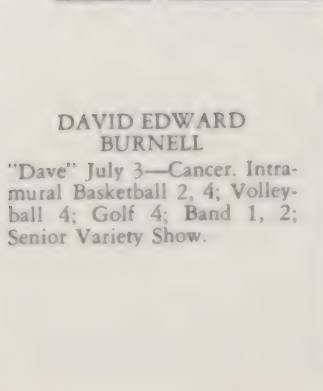 DAVID EDWARD
BURNELL
"Dave" July 3—Cancer. Intra-
mural Basketball 2, 4; Volley-
ball 4; Golf 4; Band 1, 2;
Senior Variety Show.